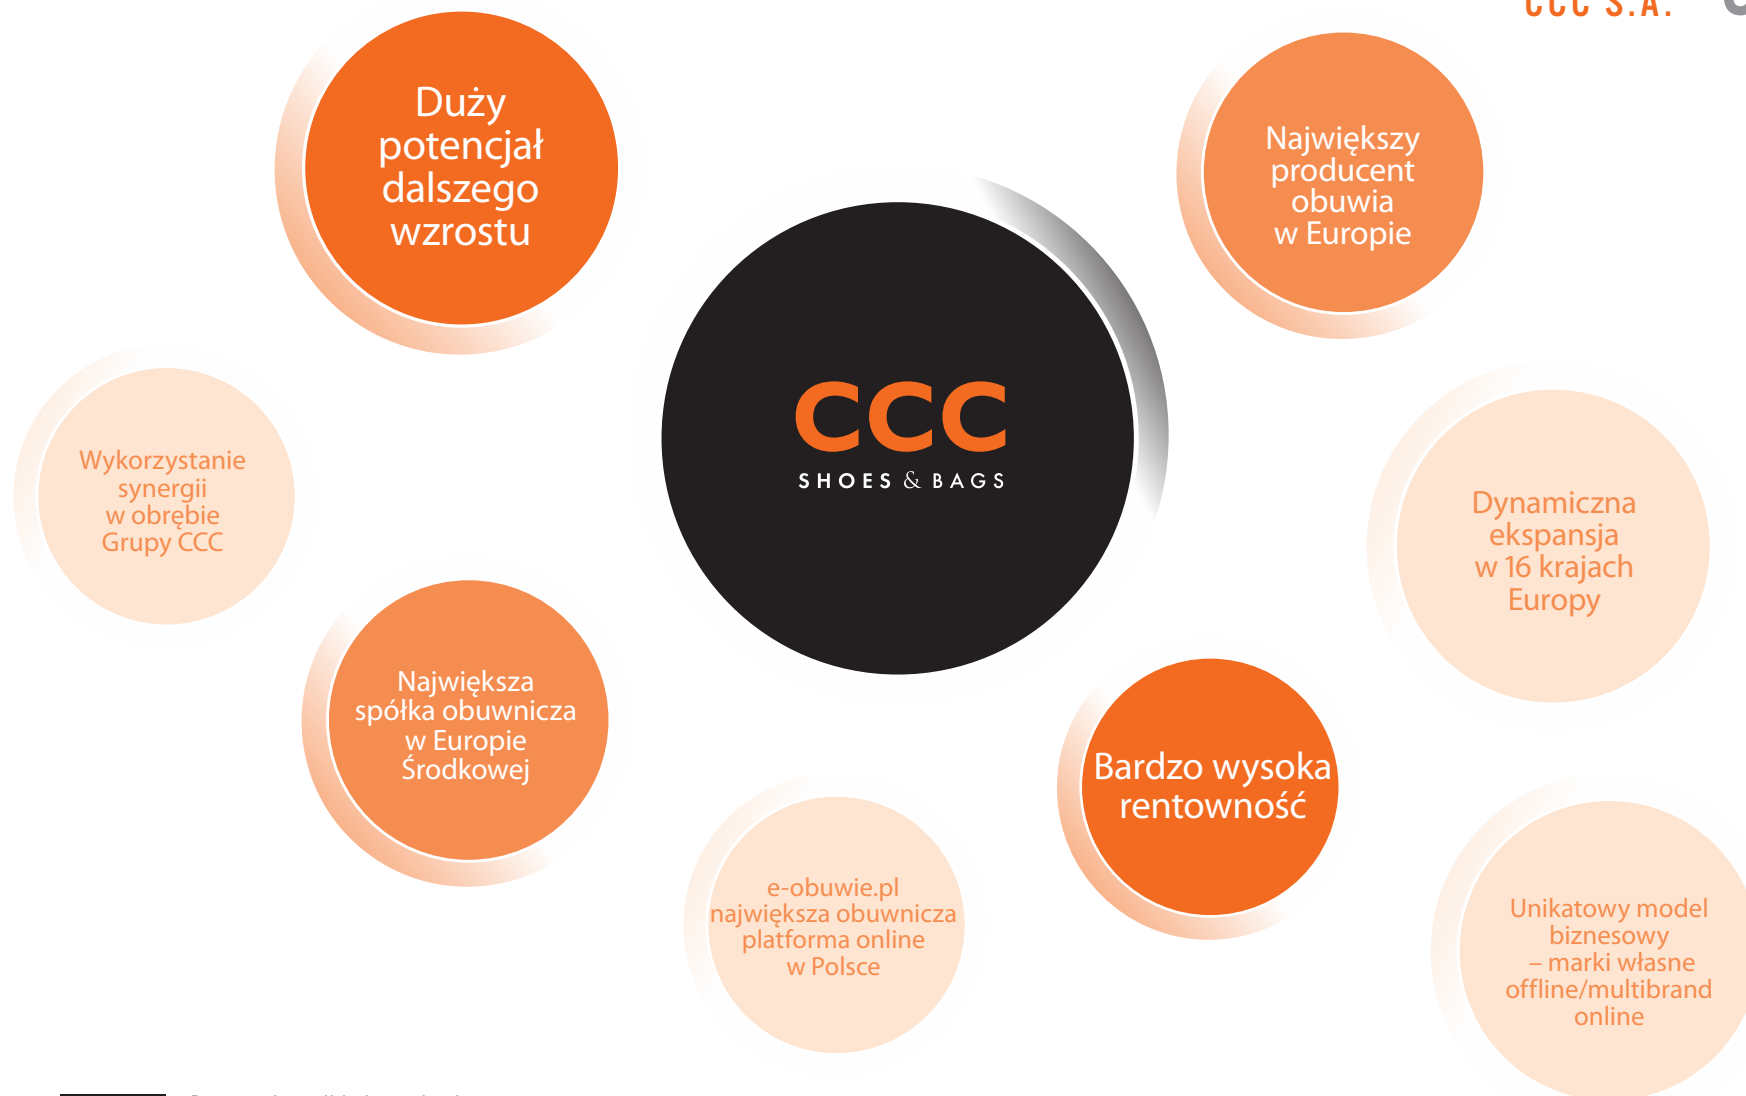 CCC S.A.
Duży
potencjał
dalszego
wzrostu
Największy
producent
obuwia
w Europie
CCC
SHOES & BAGS
Wykorzystanie
synergii
w obrębie
Grupy CCC
Dynamiczna
ekspansja
w 16 krajach
Europy
Największa
spółka obuwnicza
w Europie
Środkowej
Bardzo wysoka
rentowność
e-obuwie.pl
największa obuwnicza
platforma online
w Polsce
Unikatowy model
biznesowy
– marki własne
offline/multibrand
online